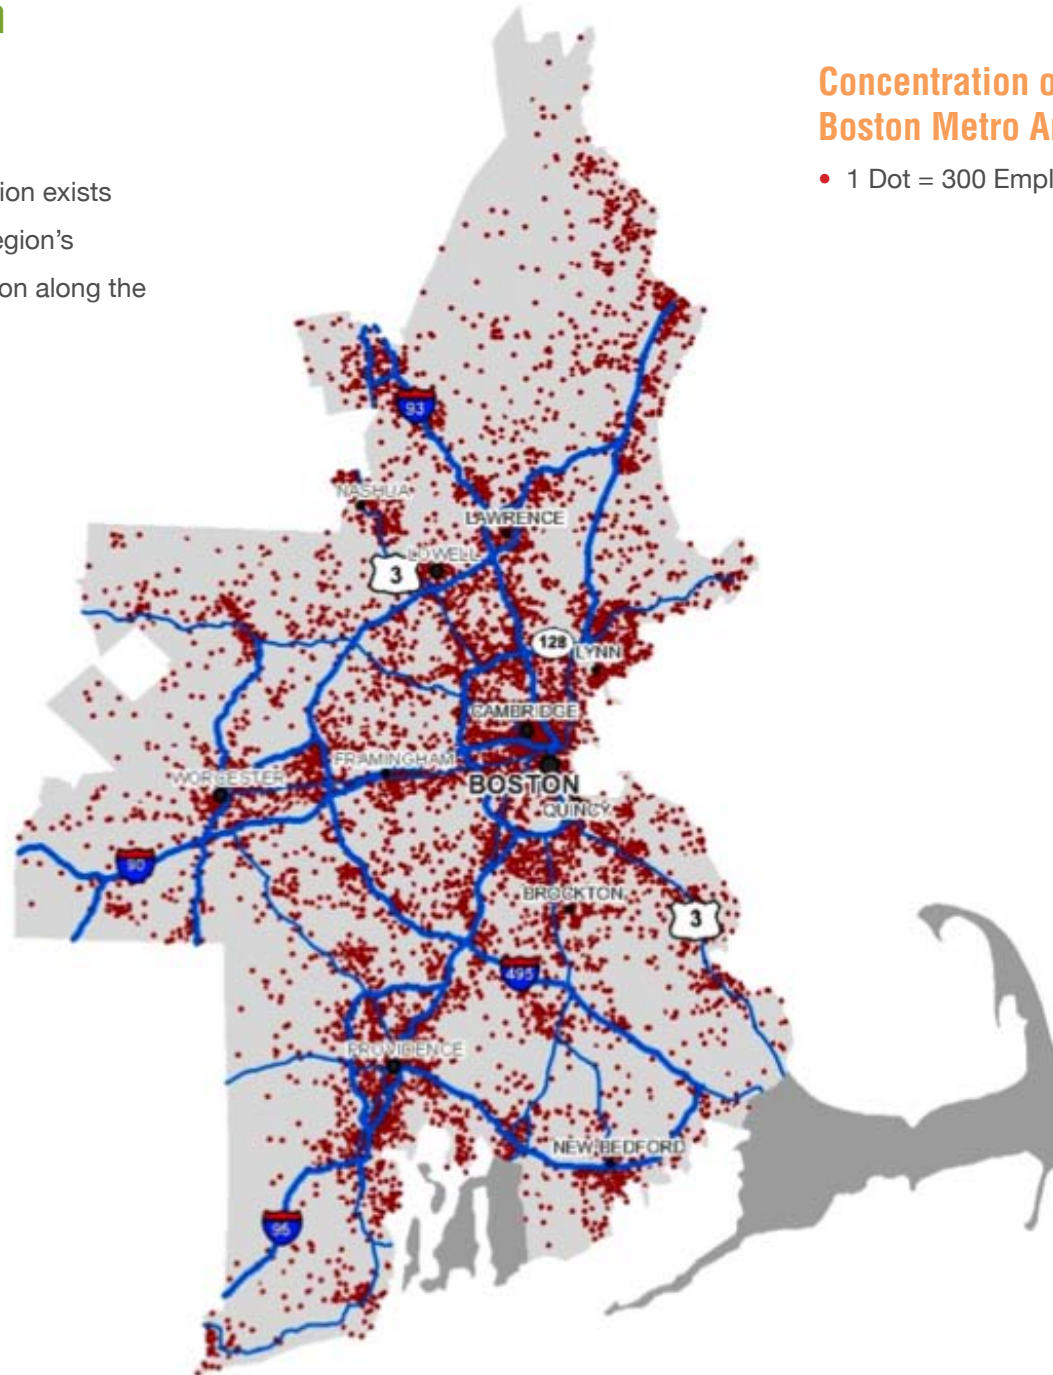 n
Concentration o
Boston Metro Ar
• 1 Dot = 300 Empl
ion exists
egion's
on along the
93
NASHUA
LAWRENCE
LOWELL
3
128
LYNN
CAMBRIDGE
FRAMINGHAM
WORCESTER
BOSTON
QUINCY
90
BROCKTON
3
495
PROVIDENCE
NEW BEDFORD
95